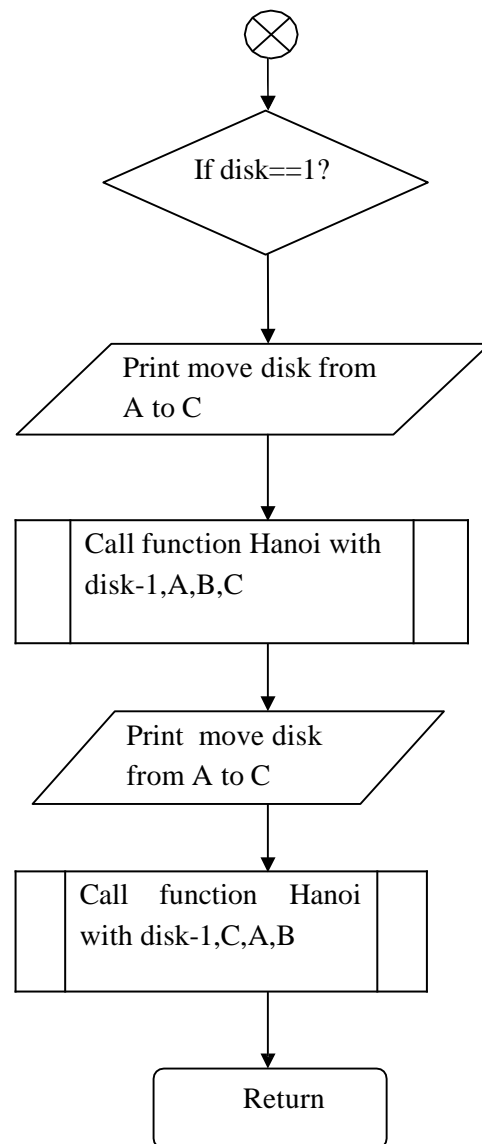 If disk==1?
Print move disk from
A to C
Call function Hanoi with
disk-1,A,B,C
Print move disk
from A to C
Call function Hanoi
with disk-1,C,A,B
Return